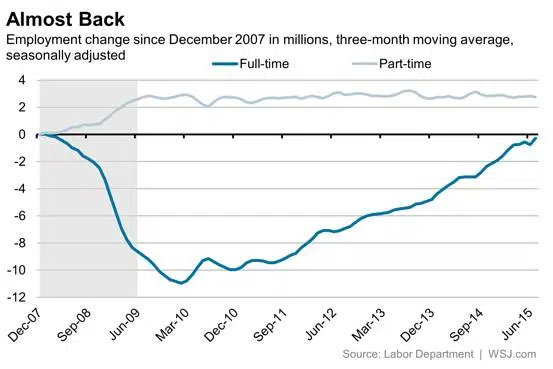 Almost Back
Employment change since December 2007 in millions, three-month moving average,
seasonally adjusted
Full-time Part-time
4
2
0
-2
-4
-6
-8
-10
-12
Dec-07 Sep-08 Jun-09 Mar-10 Dec-10 Sep-11 Jun-12 Mar-13 Dec-13 Sep-14 Jun-15
Source: Labor Department | WSJ.com